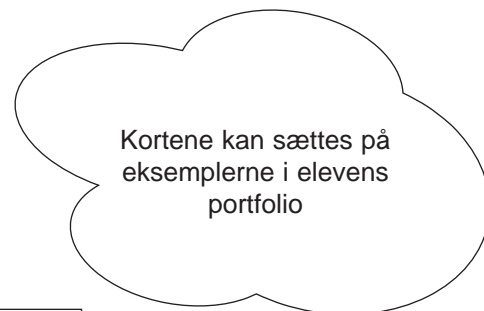 Kortene kan sættes på
eksemplerne i elevens
portfolio